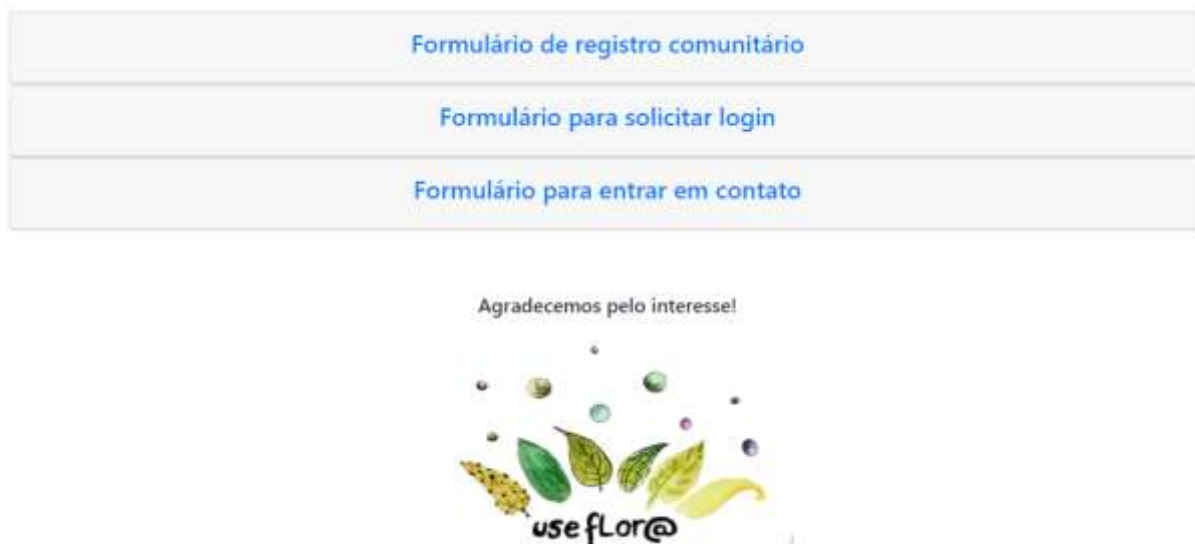 Formulário de registro comunitário
Formulário para solicitar login
Formulário para entrar em contato
Agradecemos pelo interesse!
use fLor@